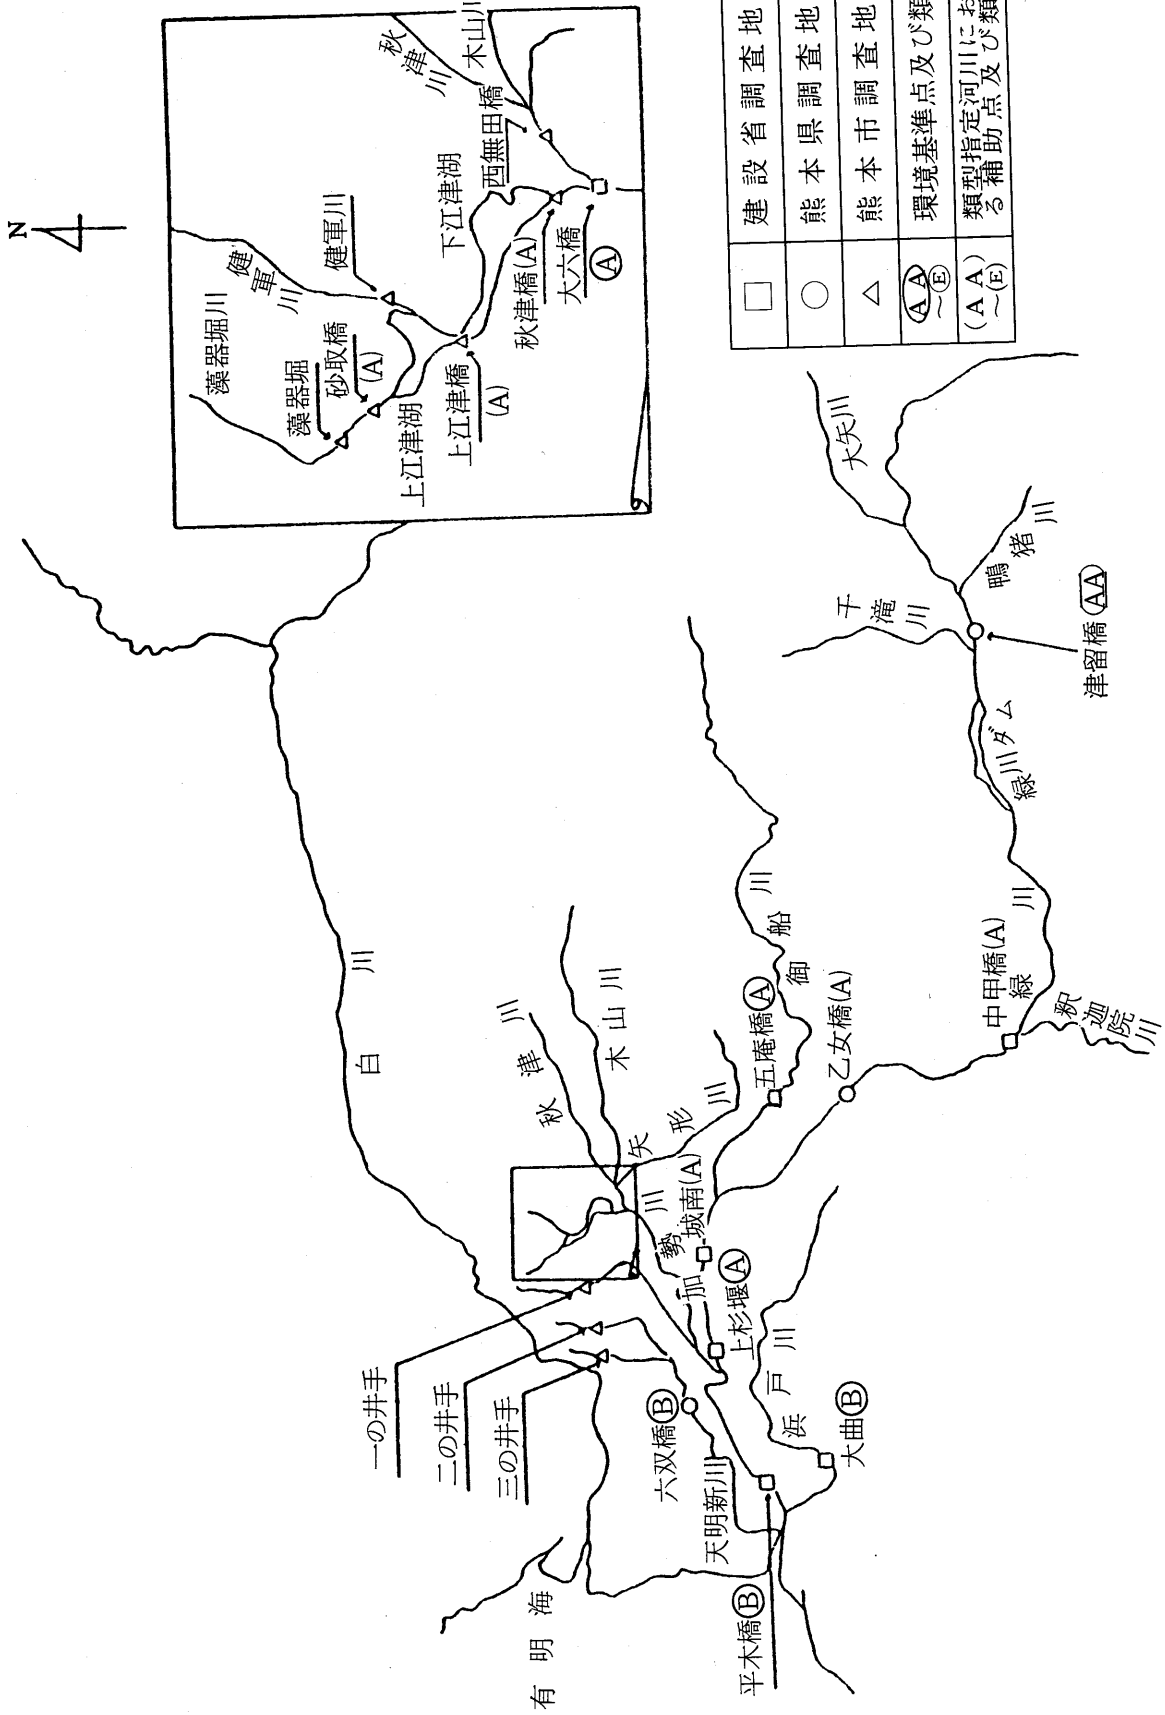 N
秋津川
木山川
西無田橋
下江津湖
健軍川
健軍川
藻器堀川
藻器堀
砂取橋
(A)
上江津湖
上江津橋
(A)
秋津橋(A)
大六橋
Ⓐ
□ 建設省調査地
○ 熊本県調査地
△ 熊本市調査地
ⒶⒶ~Ⓔ 環境基準点及び類
(AA)~(E) 類型指定河川にお
る補助点及び類
白川
秋津川
木山川
矢形川
御船川
五庵橋Ⓐ
乙女橋(A)
城南(A)
加勢川
上杉堰Ⓐ
浜戸川
大曲Ⓑ
一の井手
二の井手
三の井手
六双橋Ⓑ
天明新川
平木橋Ⓑ
有明海
中甲橋(A)
緑川
釈迦院川
緑川ダム
津留橋(AA)
千滝川
鴨猪川
大矢川